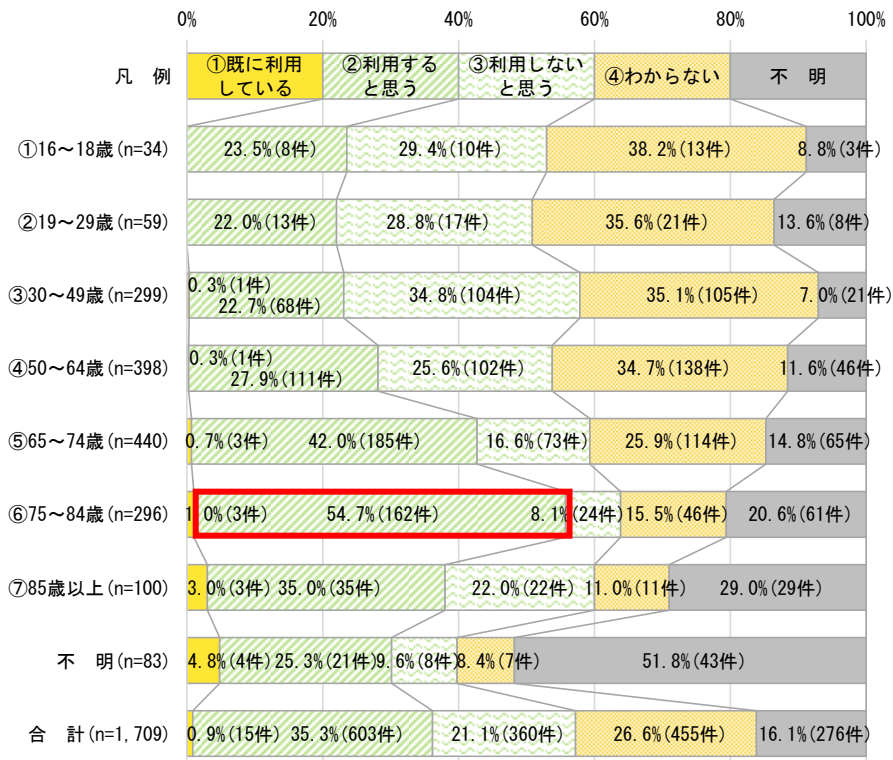 0% 20% 40% 60% 80% 100%
凡 例 ①既に利用している ②利用すると思う ③利用しないと思う ④わからない 不 明
①16～18歳(n=34) 23.5%(8件) 29.4%(10件) 38.2%(13件) 8.8%(3件)
②19～29歳(n=59) 22.0%(13件) 28.8%(17件) 35.6%(21件) 13.6%(8件)
③30～49歳(n=299) 0.3%(1件) 22.7%(68件) 34.8%(104件) 35.1%(105件) 7.0%(21件)
④50～64歳(n=398) 0.3%(1件) 27.9%(111件) 25.6%(102件) 34.7%(138件) 11.6%(46件)
⑤65～74歳(n=440) 0.7%(3件) 42.0%(185件) 16.6%(73件) 25.9%(114件) 14.8%(65件)
⑥75～84歳(n=296) 1.0%(3件) 54.7%(162件) 8.1%(24件) 15.5%(46件) 20.6%(61件)
⑦85歳以上(n=100) 3.0%(3件) 35.0%(35件) 22.0%(22件) 11.0%(11件) 29.0%(29件)
不 明(n=83) 4.8%(4件) 25.3%(21件) 9.6%(8件) 8.4%(7件) 51.8%(43件)
合 計(n=1,709) 0.9%(15件) 35.3%(603件) 21.1%(360件) 26.6%(455件) 16.1%(276件)